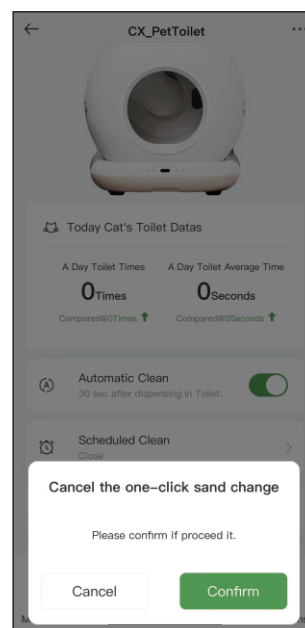 CX_PetToilet
Today Cat's Toilet Datas
A Day Toilet Times
A Day Toilet Average Time
0Times
0Seconds
Compared@0Times
Compared@0Seconds
Automatic Clean
30 sec after dispensing in Toliet.
Scheduled Clean
Close
Cancel the one-click sand change
Please confirm if proceed it.
Cancel
Confirm